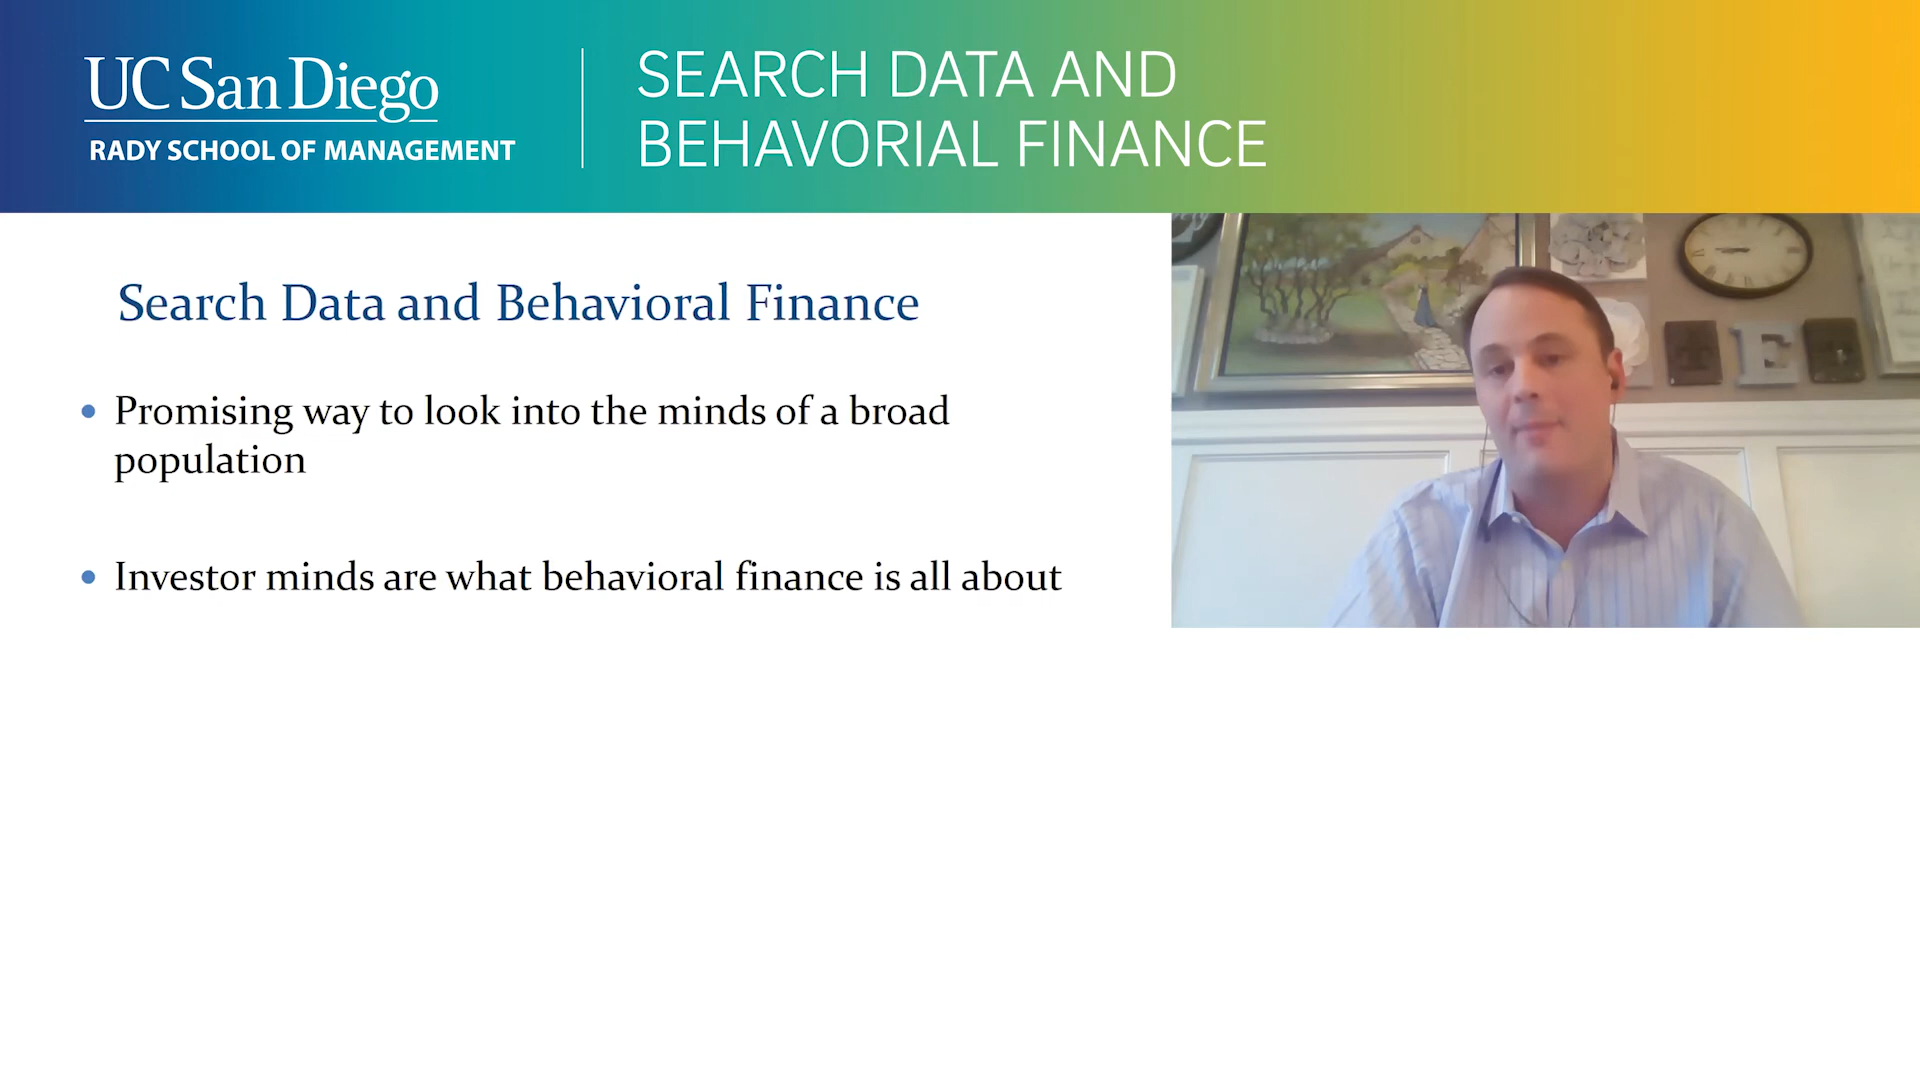 UC San Diego
RADY SCHOOL OF MANAGEMENT
SEARCH DATA AND
BEHAVORIAL FINANCE
Search Data and Behavioral Finance
Promising way to look into the minds of a broad
population
Investor minds are what behavioral finance is all about
T E